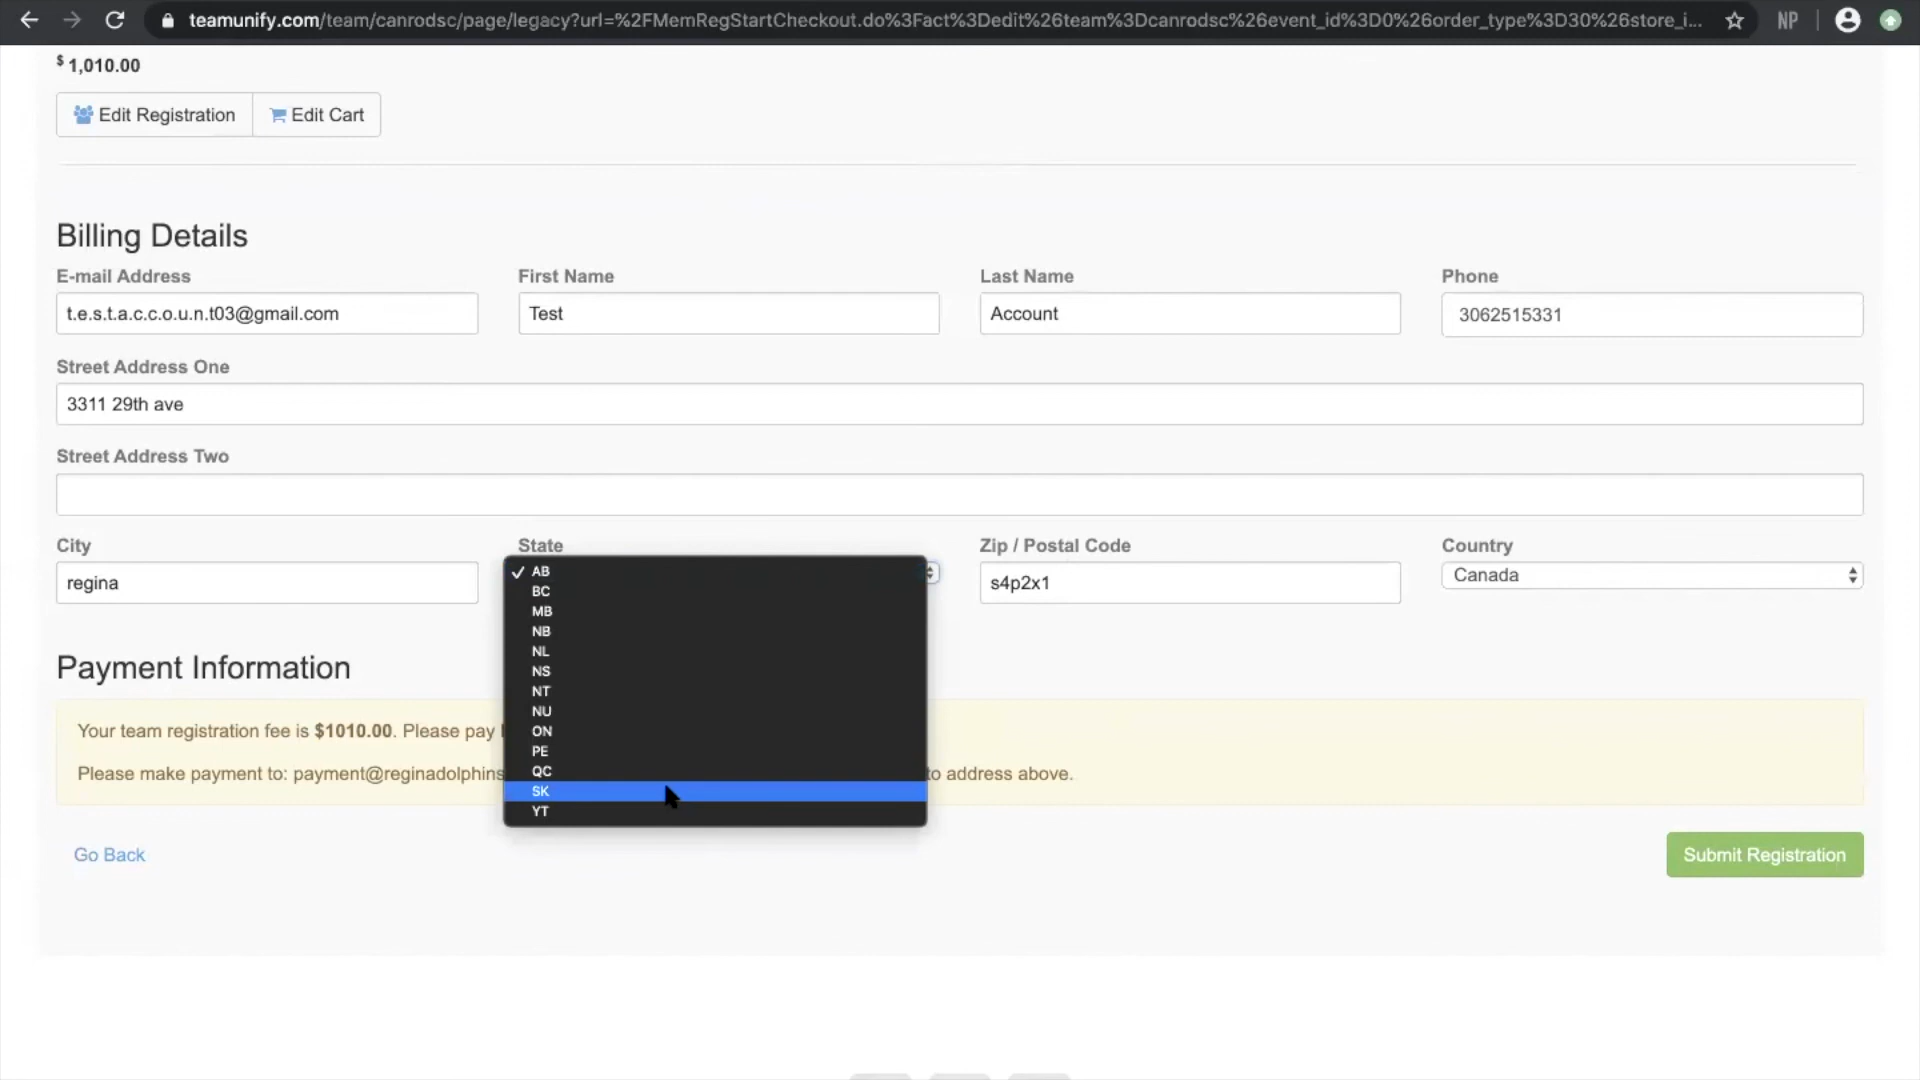 teamunify.com/team/canrodsc/page/legacy?url=%2FMemRegStartCheckout.do%3Fact%3Dedit%26team%3Dcanrodsc%26event_id%3D0%26order_type%3D30%26store_i... NP
$ 1,010.00
Edit Registration Edit Cart
Billing Details
E-mail Address First Name Last Name Phone
t.e.s.t.a.c.c.o.u.n.t03@gmail.com Test Account 3062515331
Street Address One
3311 29th ave
Street Address Two
City State Zip / Postal Code Country
regina s4p2x1 Canada
✓ AB
BC
MB
NB
NL
NS
NT
NU
ON
PE
QC
SK
YT
Payment Information
Your team registration fee is $1010.00. Please pay
Please make payment to: payment@reginadolphins to address above.
Go Back Submit Registration